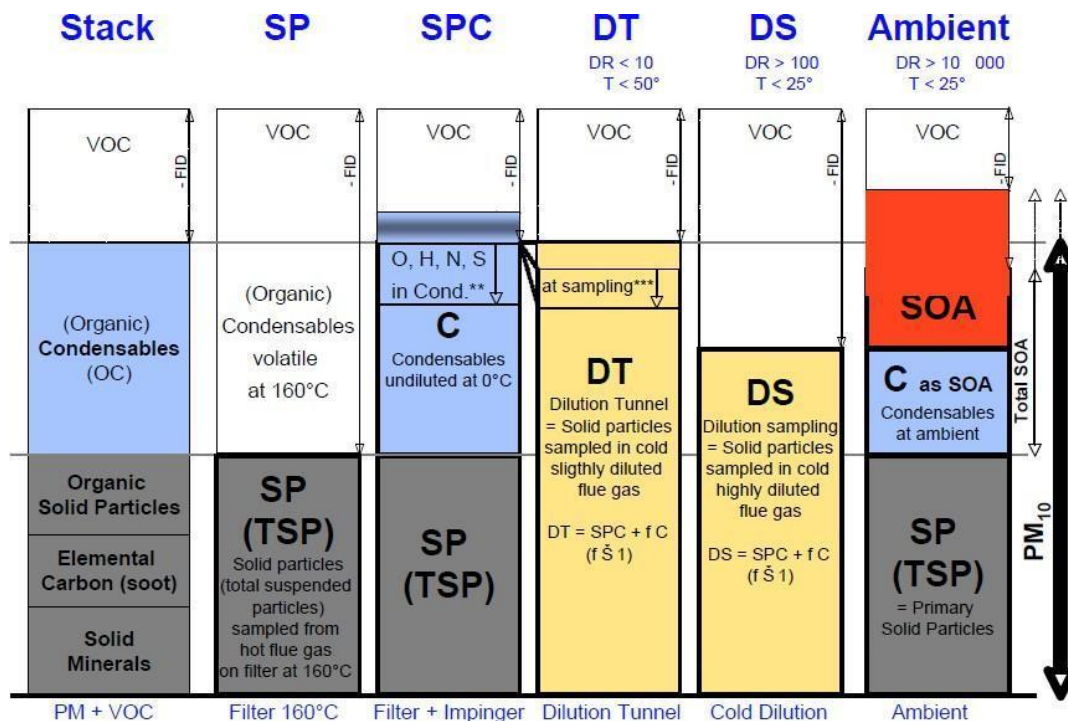 Stack
SP
SPC
DT
DS
Ambient
DR < 10
T < 50°
DR > 100
T < 25°
DR > 10 000
T < 25°
VOC
- FID
(Organic)
Condensables
(OC)
Organic
Solid Particles
Elemental
Carbon (soot)
Solid
Minerals
PM + VOC
VOC
- FID
(Organic)
Condensables
volatile
at 160°C
SP
(TSP)
Solid particles
(total suspended
particles)
sampled from
hot flue gas
on filter at 160°C
Filter 160°C
VOC
- FID
O, H, N, S
in Cond.**
C
Condensables
undiluted at 0°C
SP
(TSP)
Filter + Impinger
VOC
- FID
at sampling***
DT
Dilution Tunnel
= Solid particles
sampled in cold
sligthly diluted
flue gas
DT = SPC + f C
(f Š 1)
Dilution Tunnel
VOC
- FID
DS
Dilution sampling
= Solid particles
sampled in cold
highly diluted
flue gas
DS = SPC + f C
(f Š 1)
Cold Dilution
VOC
- FID
SOA
C as SOA
Condensables
at ambient
SP
(TSP)
= Primary
Solid Particles
Ambient
Total SOA
PM10